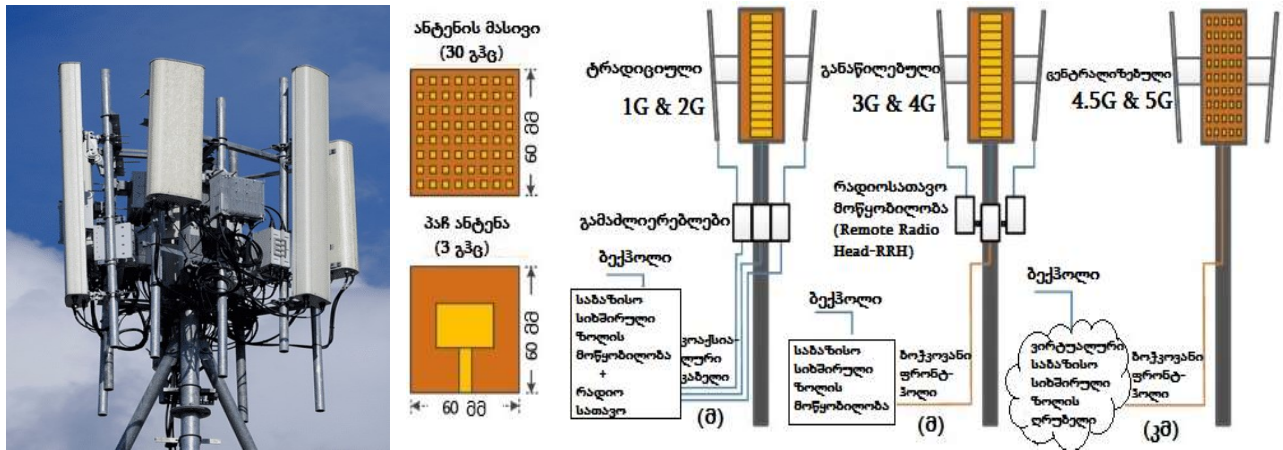 ანტენის მასივი
(30 გჰც)
60 მმ
პაჩ ანტენა
(3 გჰც)
60 მმ
60 მმ
ტრადიციული
1G & 2G
გამაძლიერებლები
ბექჰოლი
საბაზისო
სიხშირული
ზოლის
მოწყობილობა
+
რადიო
სათავო
კოაქსია-
ლური
კაბელი
(მ)
განაწილებული
3G & 4G
რადიოსათავო
მოწყობილობა
(Remote Radio
Head-RRH)
ბექჰოლი
საბაზისო
სიხშირული
ზოლის
მოწყობილობა
ბოჭკოვანი
ფრონტ-
ჰოლი
(მ)
ცენტრალიზებული
4.5G & 5G
ბექჰოლი
ვირტუალური
საბაზისო
სიხშირული
ზოლის
ღრუბელი
ბოჭკოვანი
ფრონტ-
ჰოლი
(კმ)